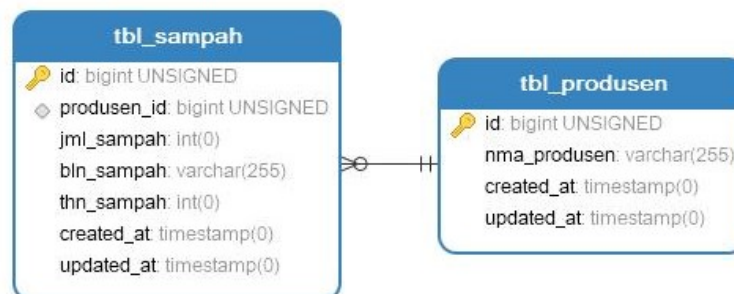 tbl_sampah
id: bigint UNSIGNED
produsen_id: bigint UNSIGNED
jml_sampah: int(0)
bln_sampah: varchar(255)
thn_sampah: int(0)
created_at: timestamp(0)
updated_at: timestamp(0)
tbl_produsen
id: bigint UNSIGNED
nma_produsen: varchar(255)
created_at: timestamp(0)
updated_at: timestamp(0)